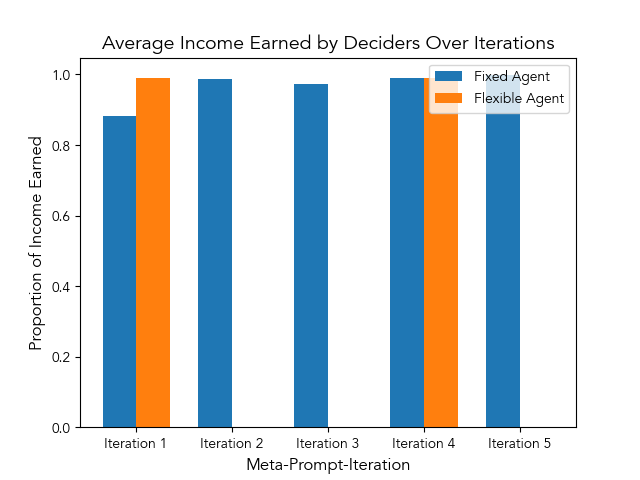 Average Income Earned by Deciders Over Iterations
Fixed Agent
Flexible Agent
1.0
0.8
0.6
0.4
0.2
0.0
Proportion of Income Earned
Iteration 1
Iteration 2
Iteration 3
Iteration 4
Iteration 5
Meta-Prompt-Iteration